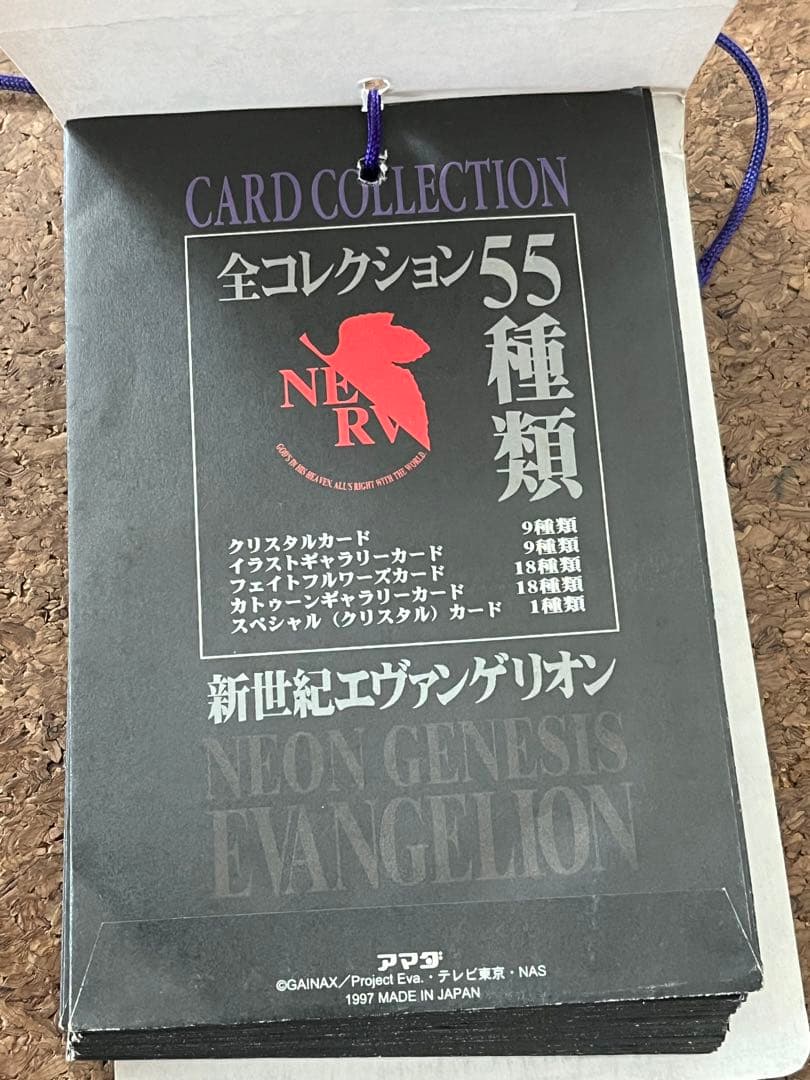 CARD COLLECTION
全コレクション55種類
NERV
GOD'S IN HIS HEAVEN. ALL'S RIGHT WITH THE WORLD.
クリスタルカード 9種類
イラストギャラリーカード 9種類
フェイトフルワーズカード 18種類
カトゥーンギャラリーカード 18種類
スペシャル（クリスタル）カード 1種類
新世紀エヴァンゲリオン
NEON GENESIS
EVANGELION
アマダ
©GAINAX／Project Eva.・テレビ東京・NAS
1997 MADE IN JAPAN